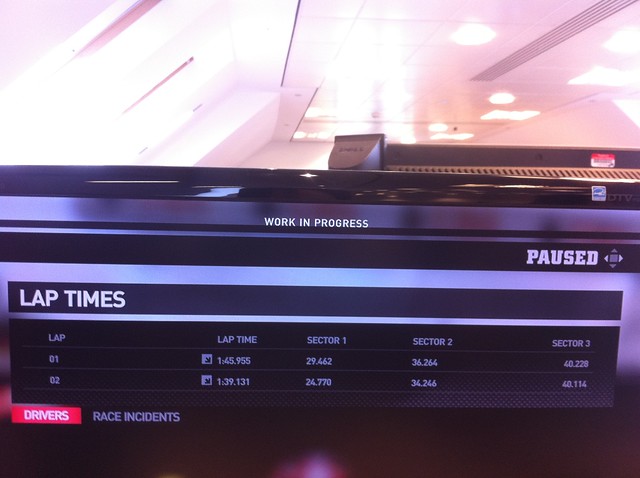 WORK IN PROGRESS
PAUSED
LAP TIMES
LAP LAP TIME SECTOR 1 SECTOR 2 SECTOR 3
01 1:45.955 29.462 36.264 40.228
02 1:39.131 24.770 34.246 40.114
DRIVERS RACE INCIDENTS